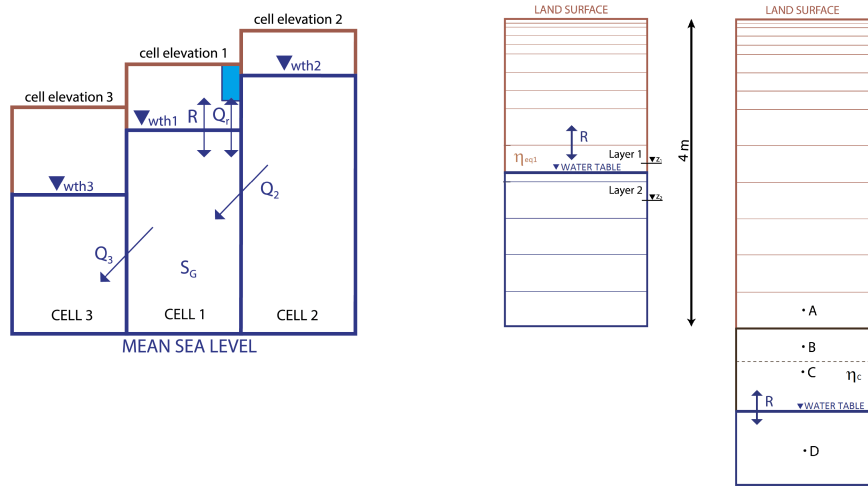 cell elevation 2
cell elevation 1
cell elevation 3
wth2
wth1
R
Qr
wth3
Q2
Q3
SG
CELL 3
CELL 1
CELL 2
MEAN SEA LEVEL
LAND SURFACE
R
ηeq1
Layer 1
z1
WATER TABLE
Layer 2
z2
4 m
LAND SURFACE
A
B
C
ηc
R
WATER TABLE
D